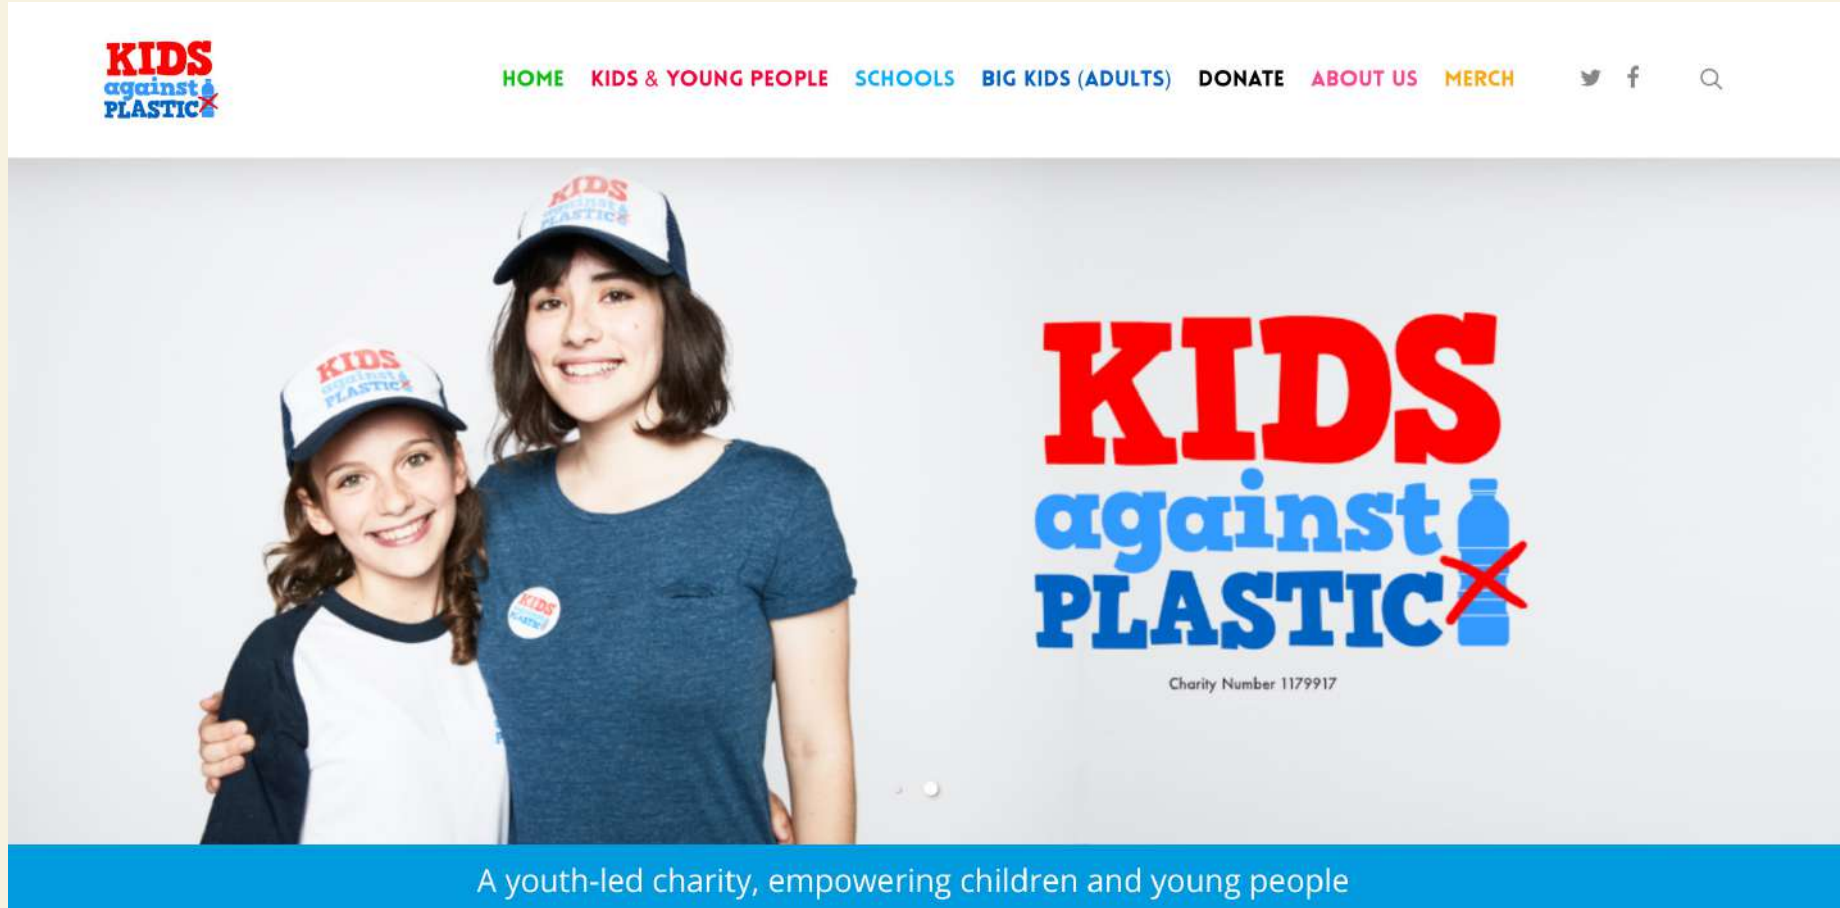 KIDS
against
PLASTIC
HOME KIDS & YOUNG PEOPLE SCHOOLS BIG KIDS (ADULTS) DONATE ABOUT US MERCH
KIDS
against
PLASTIC
KIDS
against
PLASTIC
KIDS
against
PLASTIC
KIDS
against
PLASTIC
Charity Number 1179917
A youth-led charity, empowering children and young people